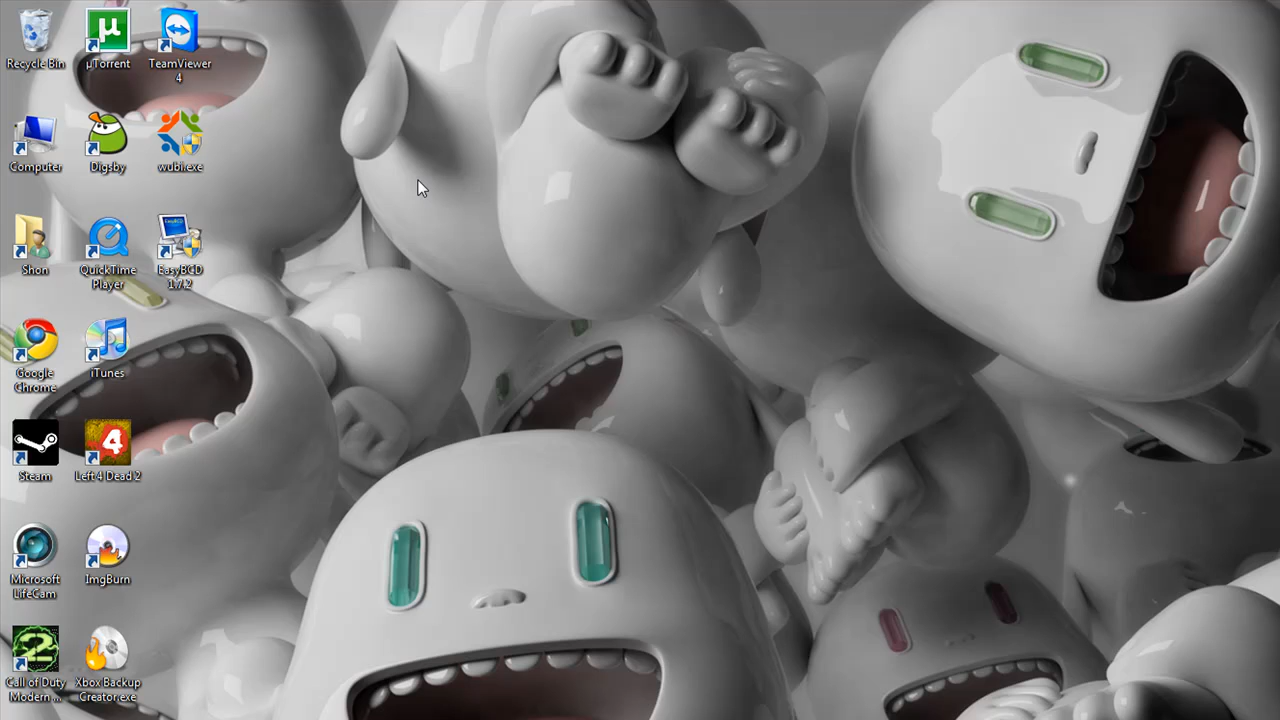 Recycle Bin
µTorrent
TeamViewer
4
Computer
Digsby
wubi.exe
Shon
QuickTime
Player
EasyBCD
1.7.2
Google
Chrome
iTunes
Steam
Left 4 Dead 2
Microsoft
LifeCam
ImgBurn
Call of Duty
Modern ...
Xbox Backup
Creator.exe